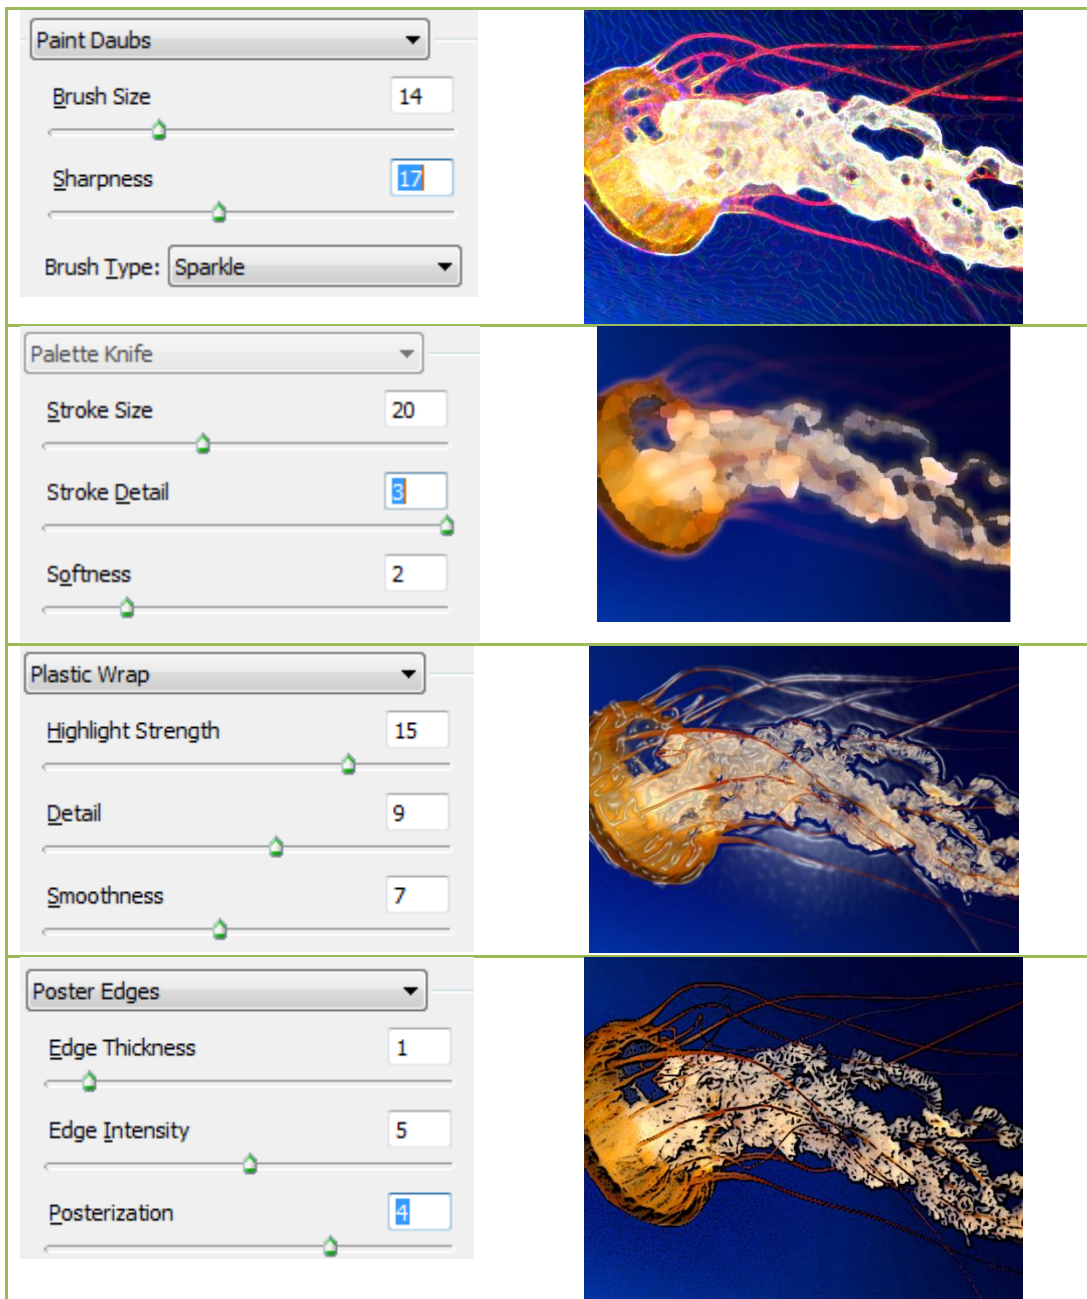 Paint Daubs
Brush Size 14
Sharpness 17
Brush Type: Sparkle
Palette Knife
Stroke Size 20
Stroke Detail 3
Softness 2
Plastic Wrap
Highlight Strength 15
Detail 9
Smoothness 7
Poster Edges
Edge Thickness 1
Edge Intensity 5
Posterization 4